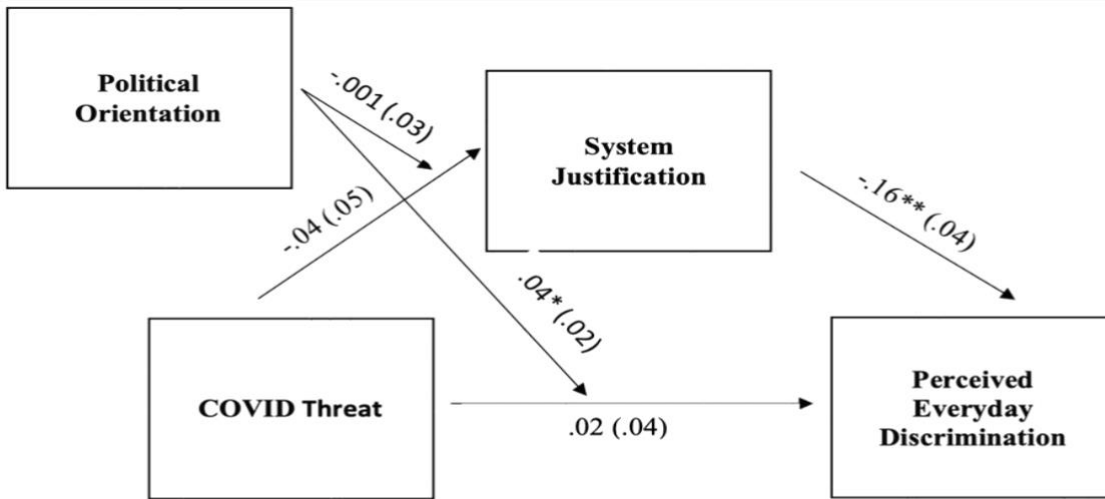 Political
Orientation
-.001 (.03)
System
Justification
-.04 (.05)
-.16** (.04)
.04* (.02)
COVID Threat
.02 (.04)
Perceived
Everyday
Discrimination